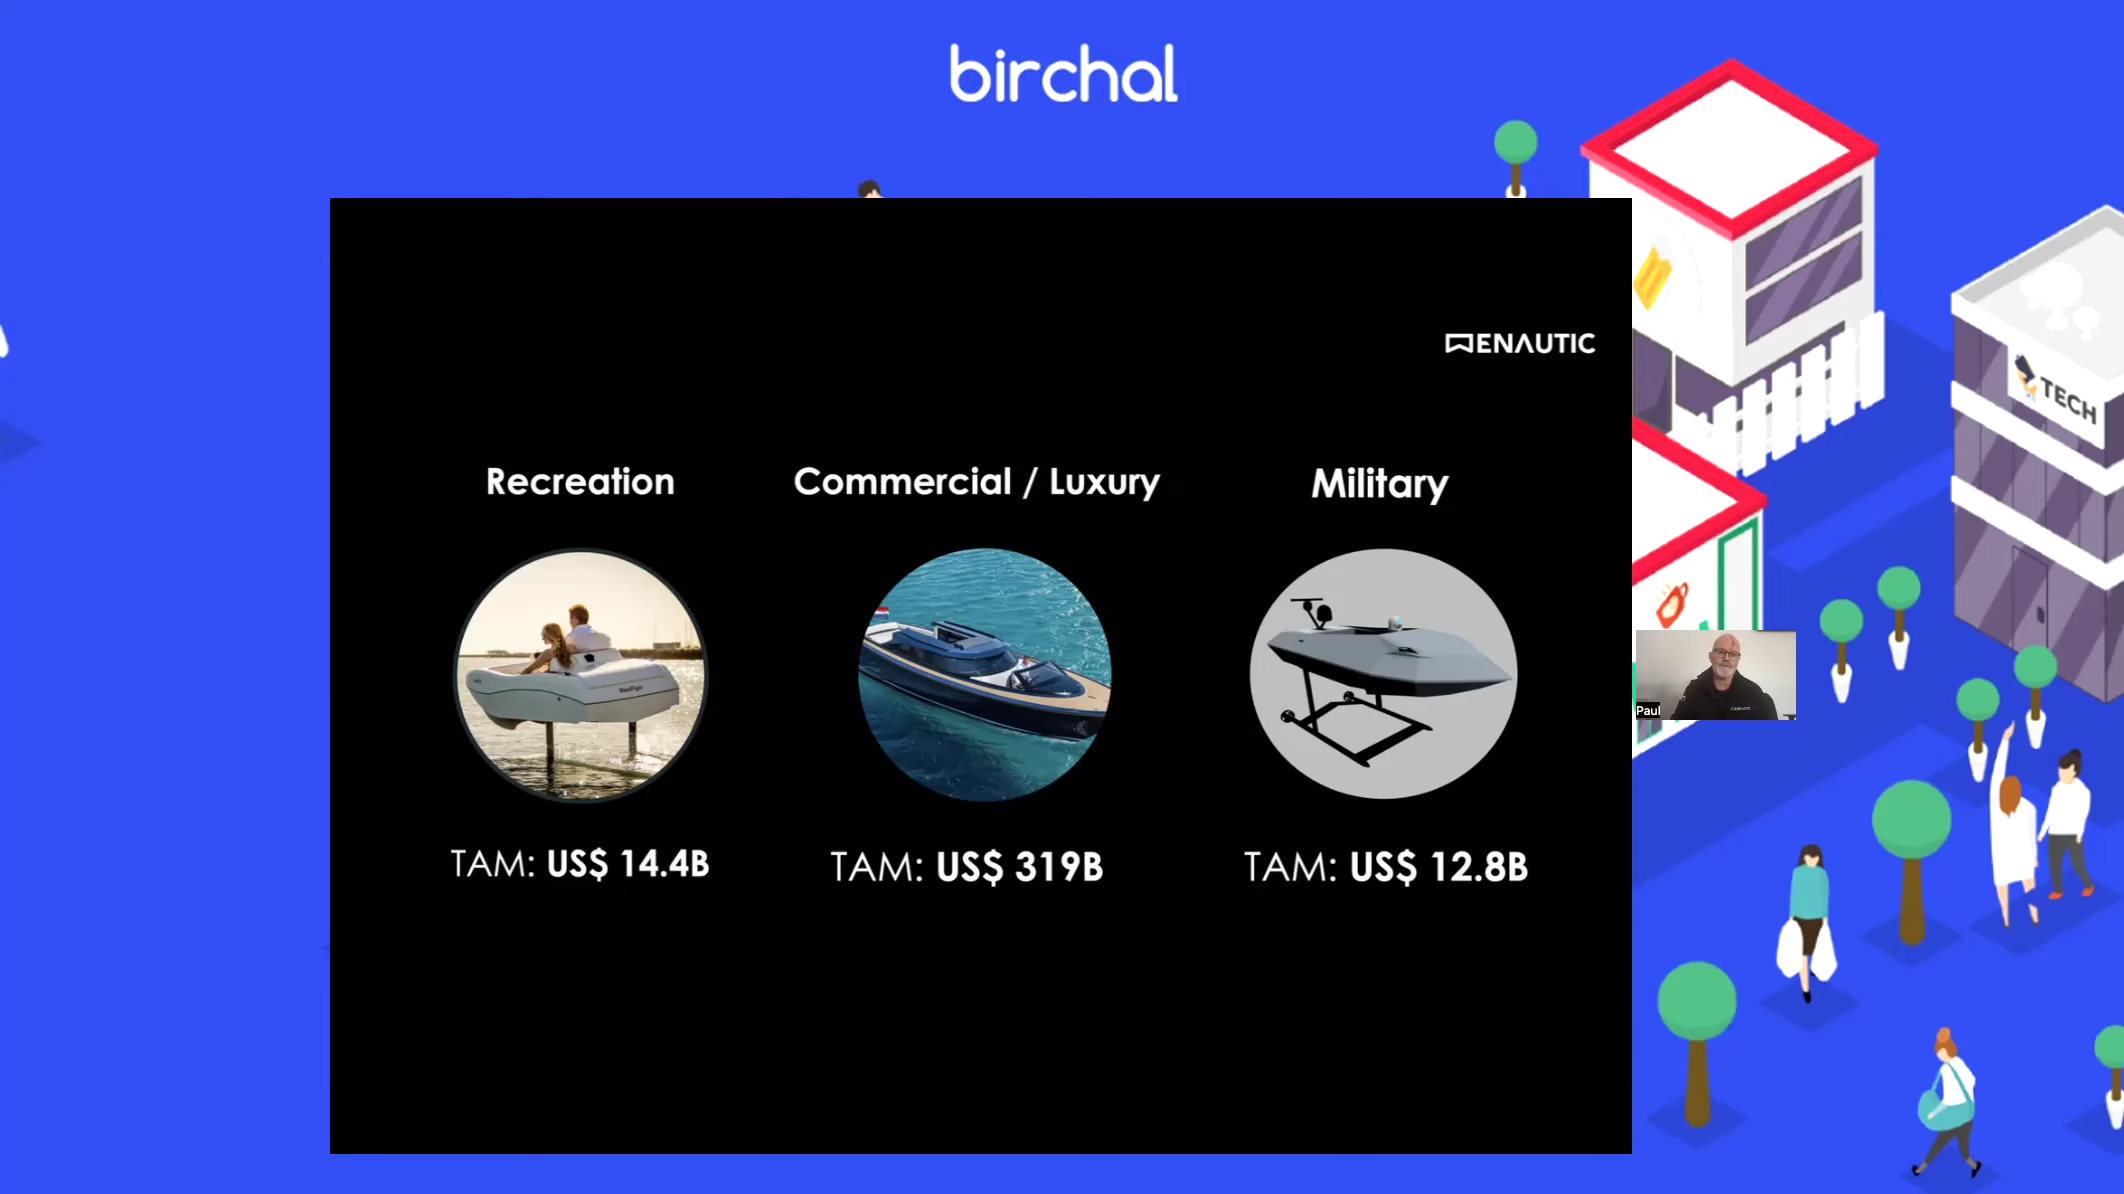 birchal
ENAUTIC
Recreation
Commercial / Luxury
Military
TECH
Paul
TAM: US$ 14.4B
TAM: US$ 319B
TAM: US$ 12.8B